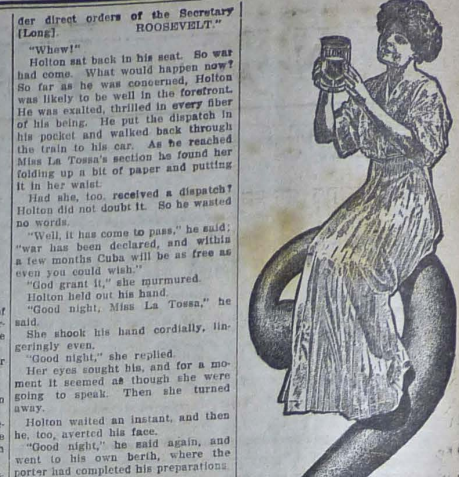 der direct orders of the Secretary
[Long]. ROOSEVELT."
"Whew!"
Holton sat back in his seat. So war
had come. What would happen now?
So far as he was concerned, Holton
was likely to be well in the forefront.
He was exalted, thrilled in every fiber
of his being. He put the dispatch in
his pocket and walked back through
the train to his car. As he reached
Miss La Tossa's section he found her
folding up a bit of paper and putting
it in her waist.
Had she, too, received a dispatch?
Holton did not doubt it. So he wasted
no words.
"Well, it has come to pass," he said;
"war has been declared, and within
a few months Cuba will be as free as
even you could wish."
"God grant it," she murmured.
Holton held out his hand.
"Good night, Miss La Tossa," he
said.
She shook his hand cordially, lin-
geringly even.
"Good night," she replied.
Her eyes sought his, and for a mo-
ment it seemed as though she were
going to speak. Then she turned
away.
Holton waited an instant, and then
he, too, averted his face.
"Good night," he said again, and
went to his own berth, where the
porter had completed his preparations